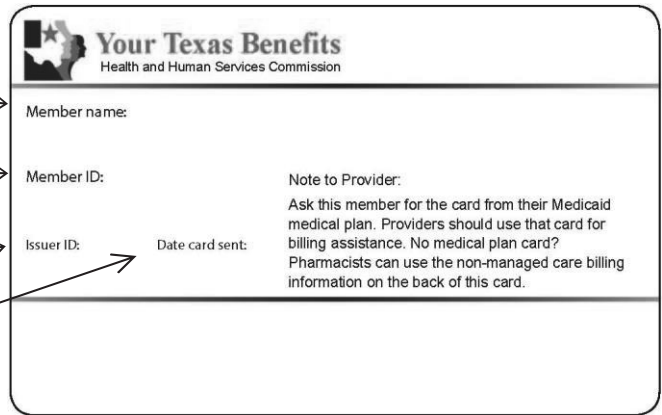 Your Texas Benefits
Health and Human Services Commission
Member name:
Member ID:
Note to Provider:
Ask this member for the card from their Medicaid
medical plan. Providers should use that card for
billing assistance. No medical plan card?
Pharmacists can use the non-managed care billing
information on the back of this card.
Issuer ID:
Date card sent: